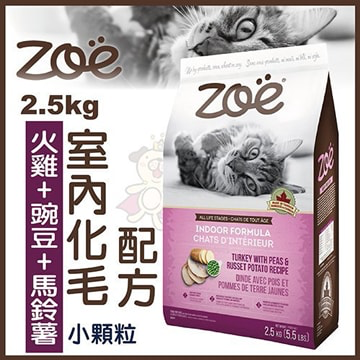 zoë
2.5kg
火雞+豌豆+馬鈴薯
室內化毛
配方
小顆粒
zoë
ALL LIFE STAGES • CHATS DE TOUT ÂGE
INDOOR FORMULA
CHATS D'INTÉRIEUR
TURKEY WITH PEAS &
RUSSET POTATO RECIPE
DINDE AVEC POIS ET
POMMES DE TERRE JAUNES
2.5 KG (5.5 LBS.)